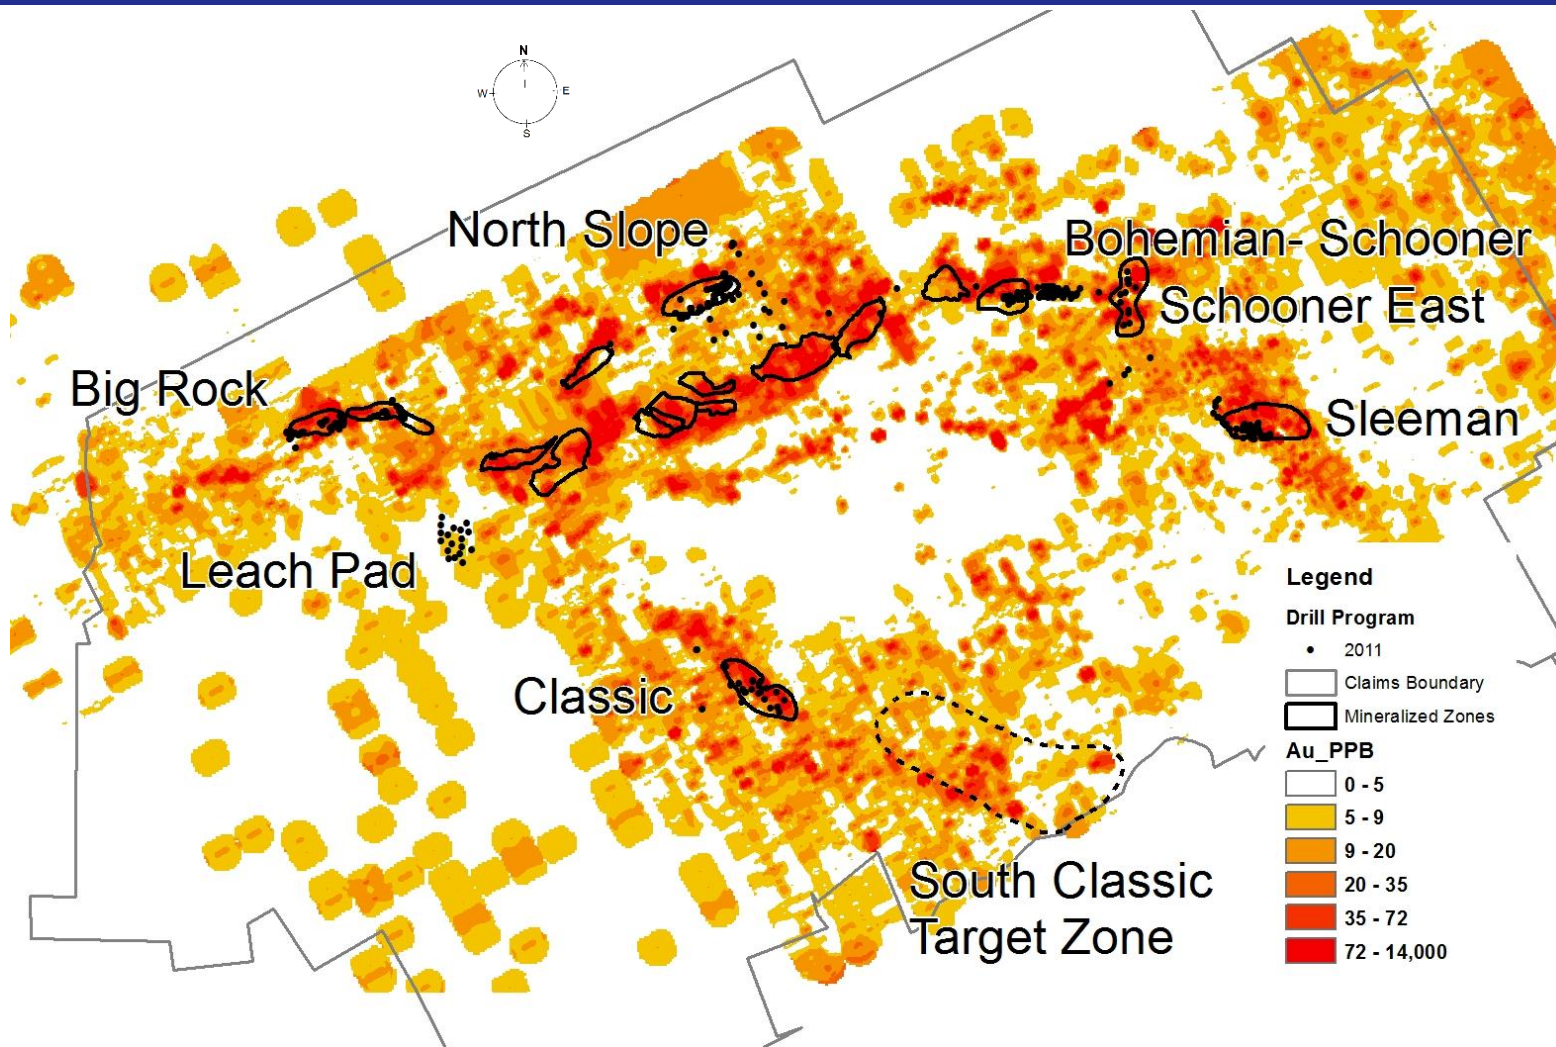 N
W
E
S
North Slope
Bohemian- Schooner
Schooner East
Big Rock
Sleeman
Leach Pad
Classic
South Classic
Target Zone
Legend
Drill Program
2011
Claims Boundary
Mineralized Zones
Au_PPB
0 - 5
5 - 9
9 - 20
20 - 35
35 - 72
72 - 14,000